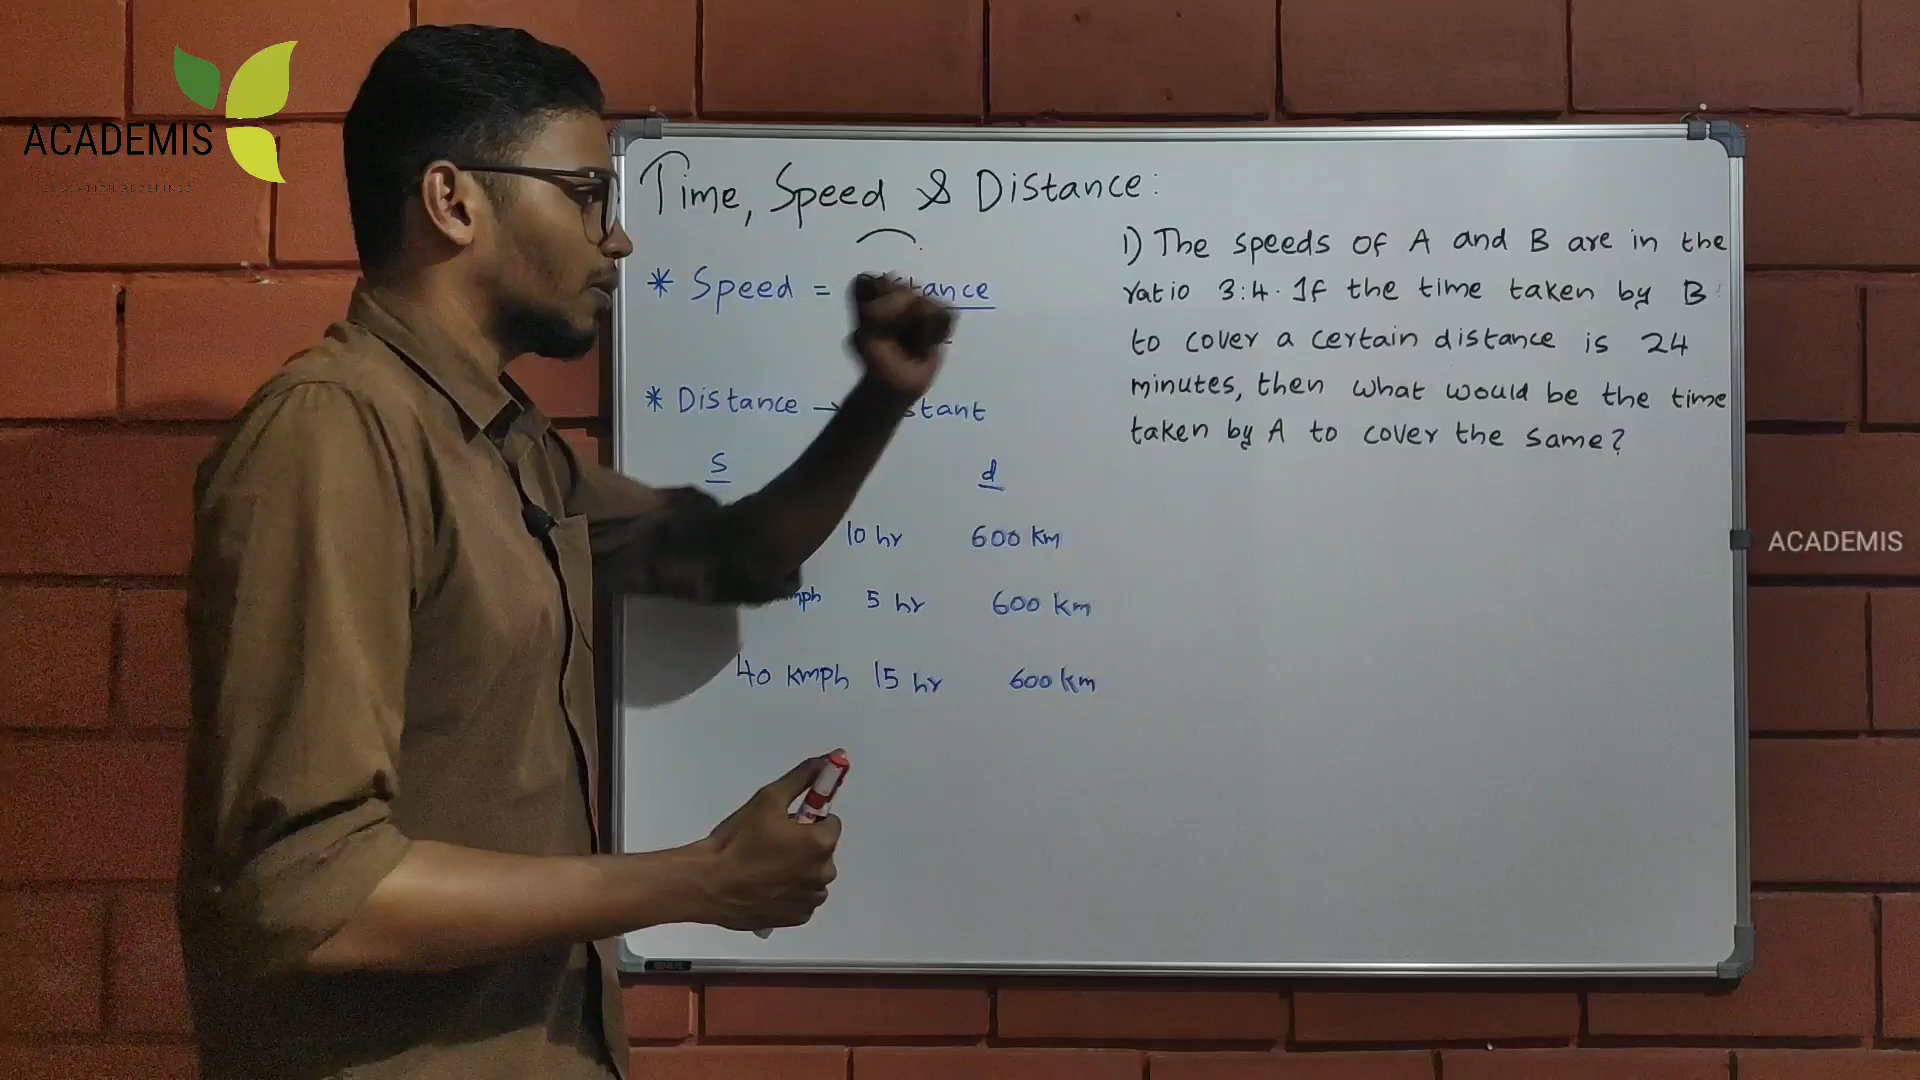 ACADEMIS
EDUCATION REDEFINED
Time, Speed & Distance:
* Speed = distance
* Distance → constant
S
d
10 hr 600 km
mph 5 hr 600 km
40 kmph 15 hr 600 km
1) The speeds of A and B are in the
ratio 3:4. If the time taken by B
to cover a certain distance is 24
minutes, then what would be the time
taken by A to cover the same?
ACADEMIS